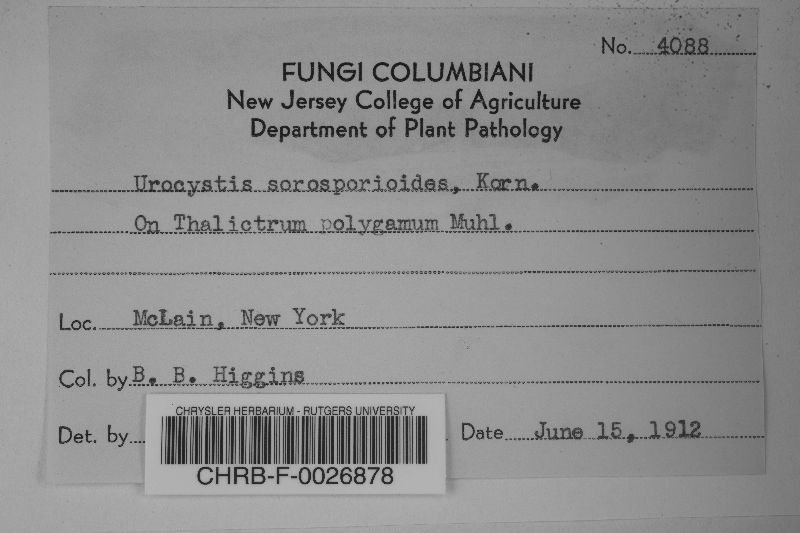 No. 4088
FUNGI COLUMBIANI
New Jersey College of Agriculture
Department of Plant Pathology
Urocystis sorosporioides, Korn.
On Thalictrum polygamum Muhl.
Loc. McLain, New York
Col. by B. B. Higgins
Det. by
Date June 15, 1912
CHRYSLER HERBARIUM - RUTGERS UNIVERSITY
CHRB-F-0026878